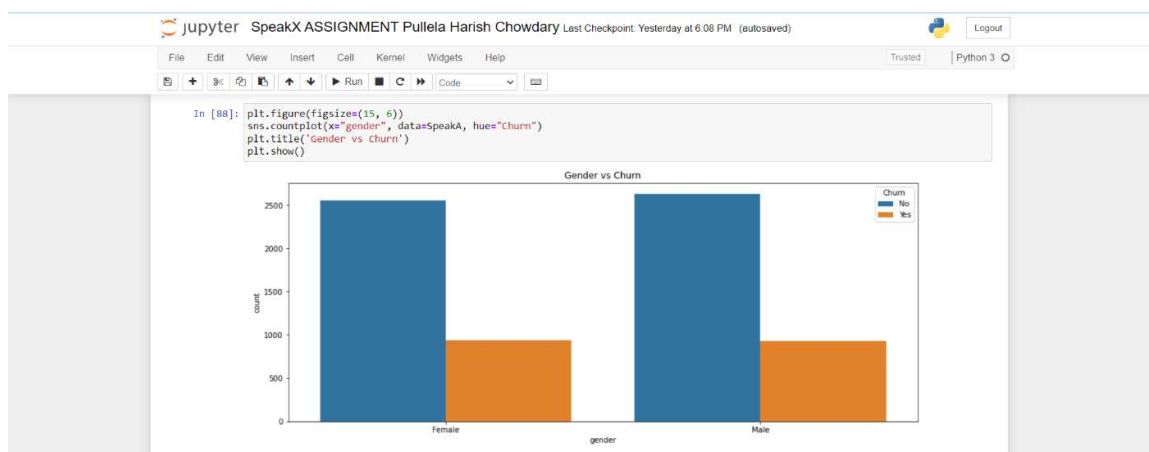 jupyter SpeakX ASSIGNMENT Pullela Harish Chowdary Last Checkpoint: Yesterday at 6:08 PM (autosaved) Logout
File Edit View Insert Cell Kernel Widgets Help Trusted Python 3
Run Code
In [88]: plt.figure(figsize=(15, 6))
sns.countplot(x="gender", data=SpeakA, hue="Churn")
plt.title('Gender vs Churn')
plt.show()
Gender vs Churn
Churn
No
Yes
2500
2000
1500
1000
500
0
count
Female Male
gender